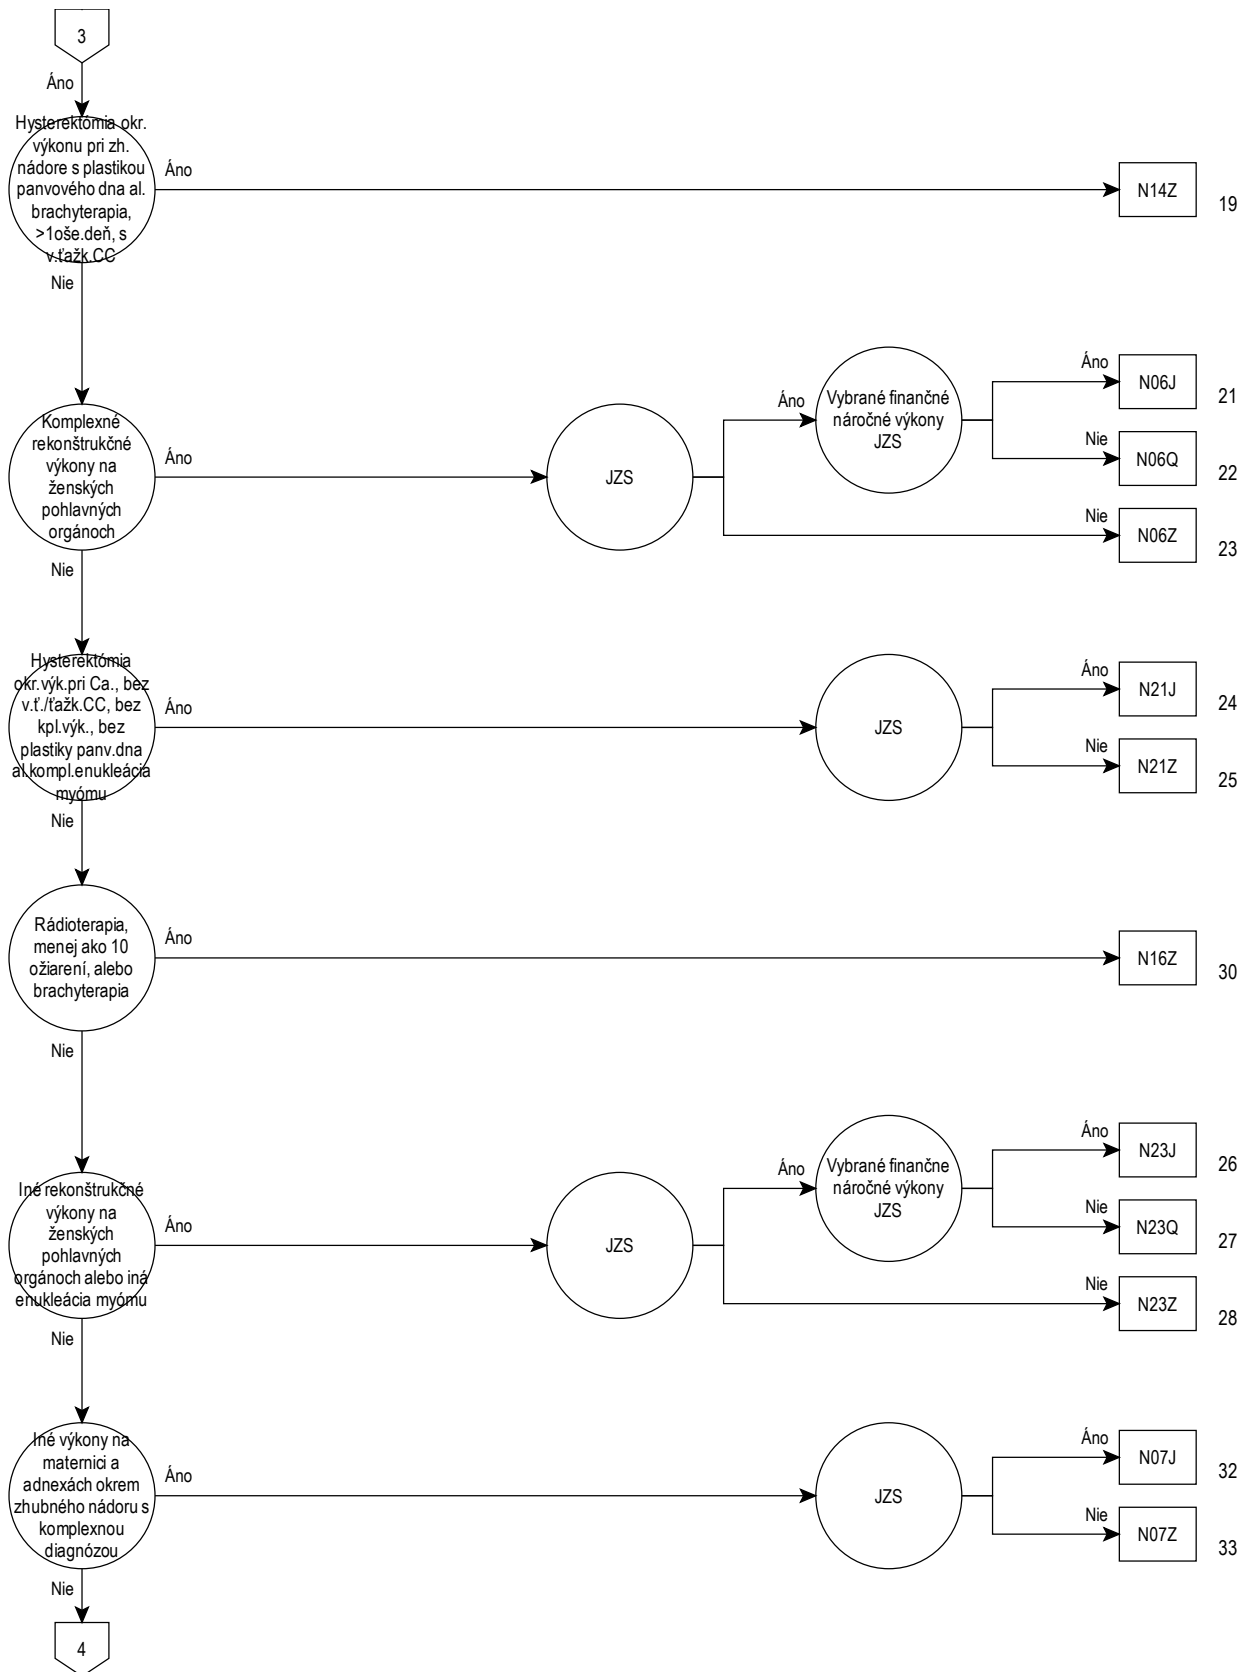 3
Áno
Hysterektómia okr.
výkonu pri zh.
nádore s plastikou
panvového dna al.
brachyterapia,
>1oše.deň, s
v.ťažk.CC
Áno
N14Z
19
Nie
Komplexné
rekonštrukčné
výkony na
ženských
pohlavných
orgánoch
Áno
JZS
Áno
Vybrané finančné
náročné výkony
JZS
Áno
N06J
21
Nie
N06Q
22
Nie
N06Z
23
Nie
Hysterektómia
okr.výk.pri Ca., bez
v.ť./ťažk.CC, bez
kpl.výk., bez
plastiky panv.dna
al.kompl.enukleácia
myómu
Áno
JZS
Áno
N21J
24
Nie
N21Z
25
Nie
Rádioterapia,
menej ako 10
ožiarení, alebo
brachyterapia
Áno
N16Z
30
Nie
Iné rekonštrukčné
výkony na
ženských
pohlavných
orgánoch alebo iná
enukleácia myómu
Áno
JZS
Áno
Vybrané finančne
náročné výkony
JZS
Áno
N23J
26
Nie
N23Q
27
Nie
N23Z
28
Nie
Iné výkony na
maternici a
adnexách okrem
zhubného nádoru s
komplexnou
diagnózou
Áno
JZS
Áno
N07J
32
Nie
N07Z
33
Nie
4